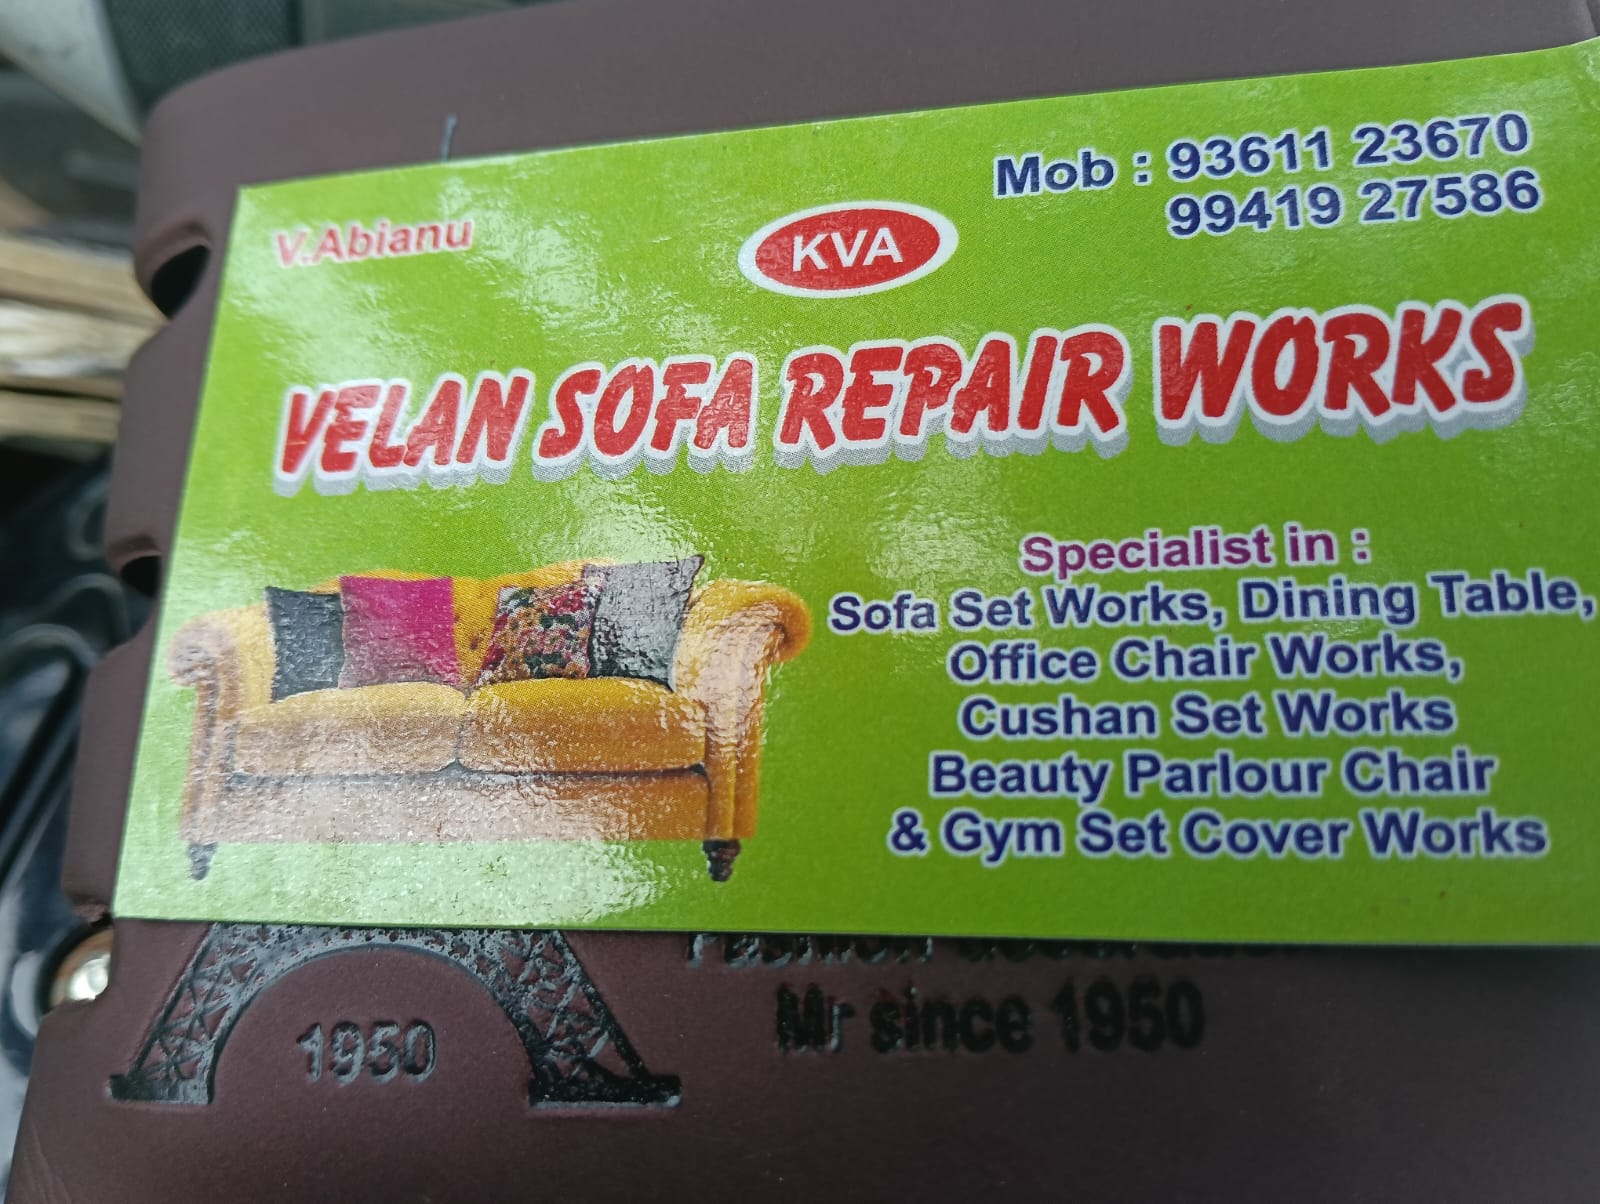 Mob : 93611 23670
99419 27586
V.Abianu
KVA
VELAN SOFA REPAIR WORKS
Specialist in :
Sofa Set Works, Dining Table,
Office Chair Works,
Cushan Set Works
Beauty Parlour Chair
& Gym Set Cover Works
Mr since 1950
1950